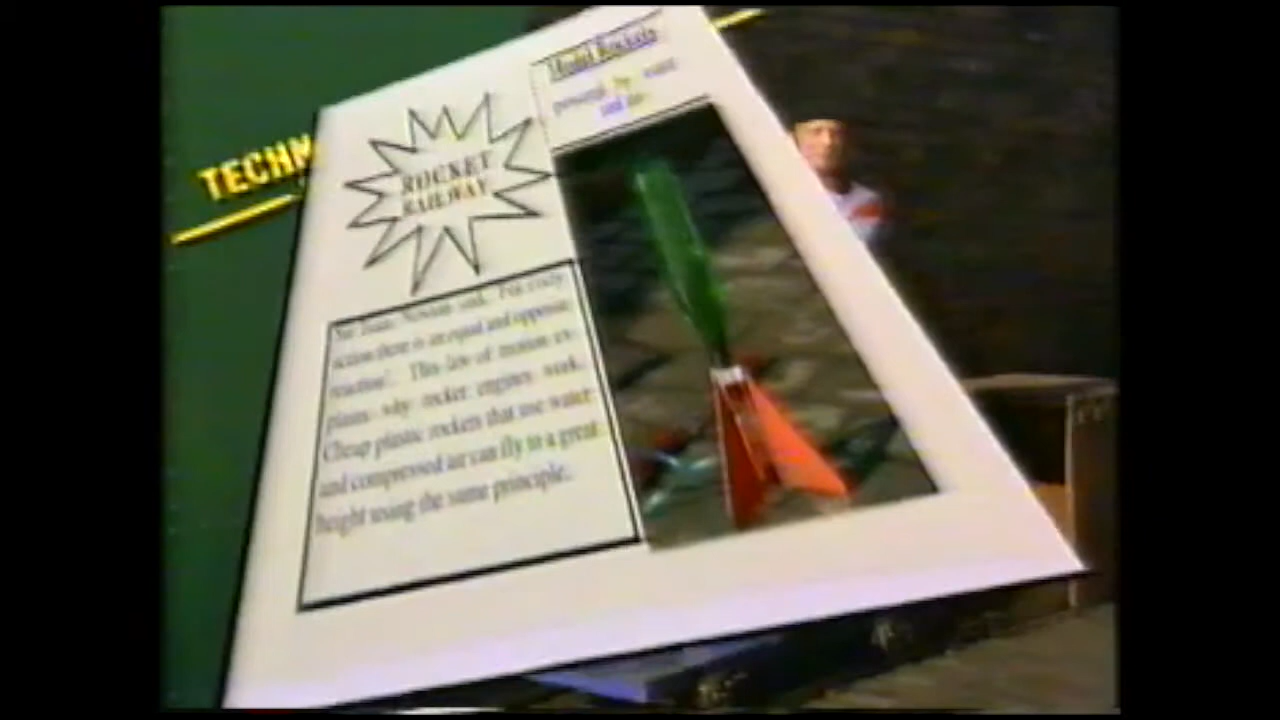 TECHN
ROCKET
RAILWAY
Model Rockets
powered by water
and air.
Sir Isaac Newton said, 'For every
action there is an equal and opposite
reaction'. This law of motion ex-
plains why rocket engines work.
Cheap plastic rockets that use water
and compressed air can fly to a great
height using the same principle.